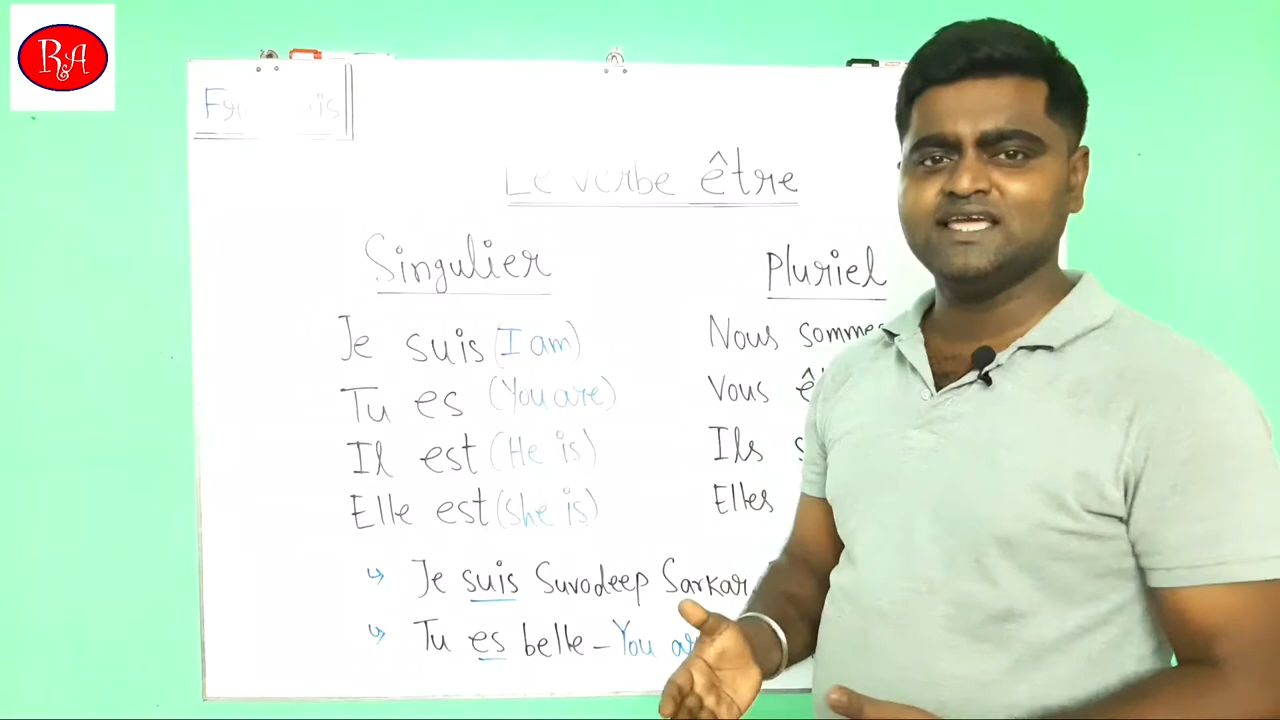 R&A
Le verbe être
Singulier
Pluriel
Je suis (I am)
Nous sommes
Tu es (You are)
Vous
Il est (He is)
Ils
Elle est (She is)
Elles
Je suis Suvodeep Sarkar
Tu es belle – You